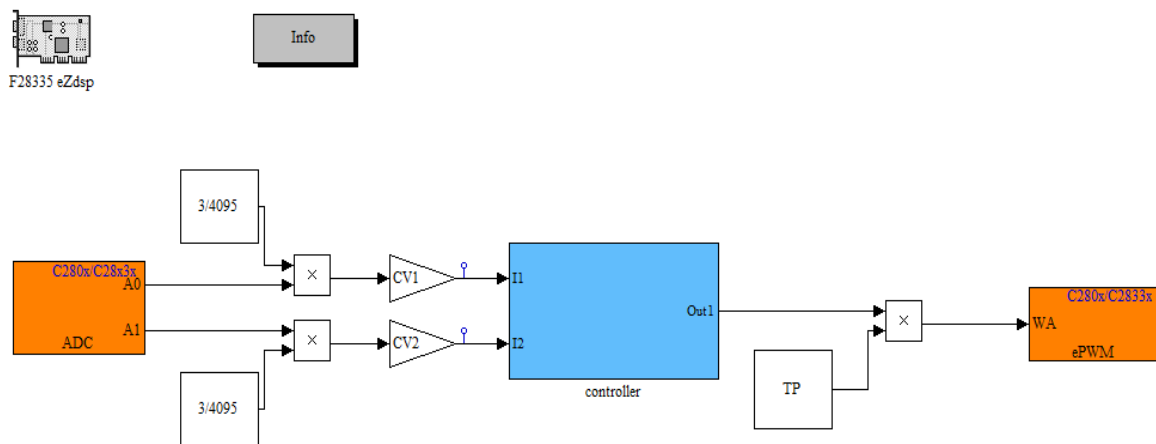 Info
F28335 eZdsp
3/4095
C280x/C28x3x
A0
A1
ADC
×
×
3/4095
CV1
CV2
I1
I2
Out1
controller
×
TP
C280x/C2833x
WA
ePWM